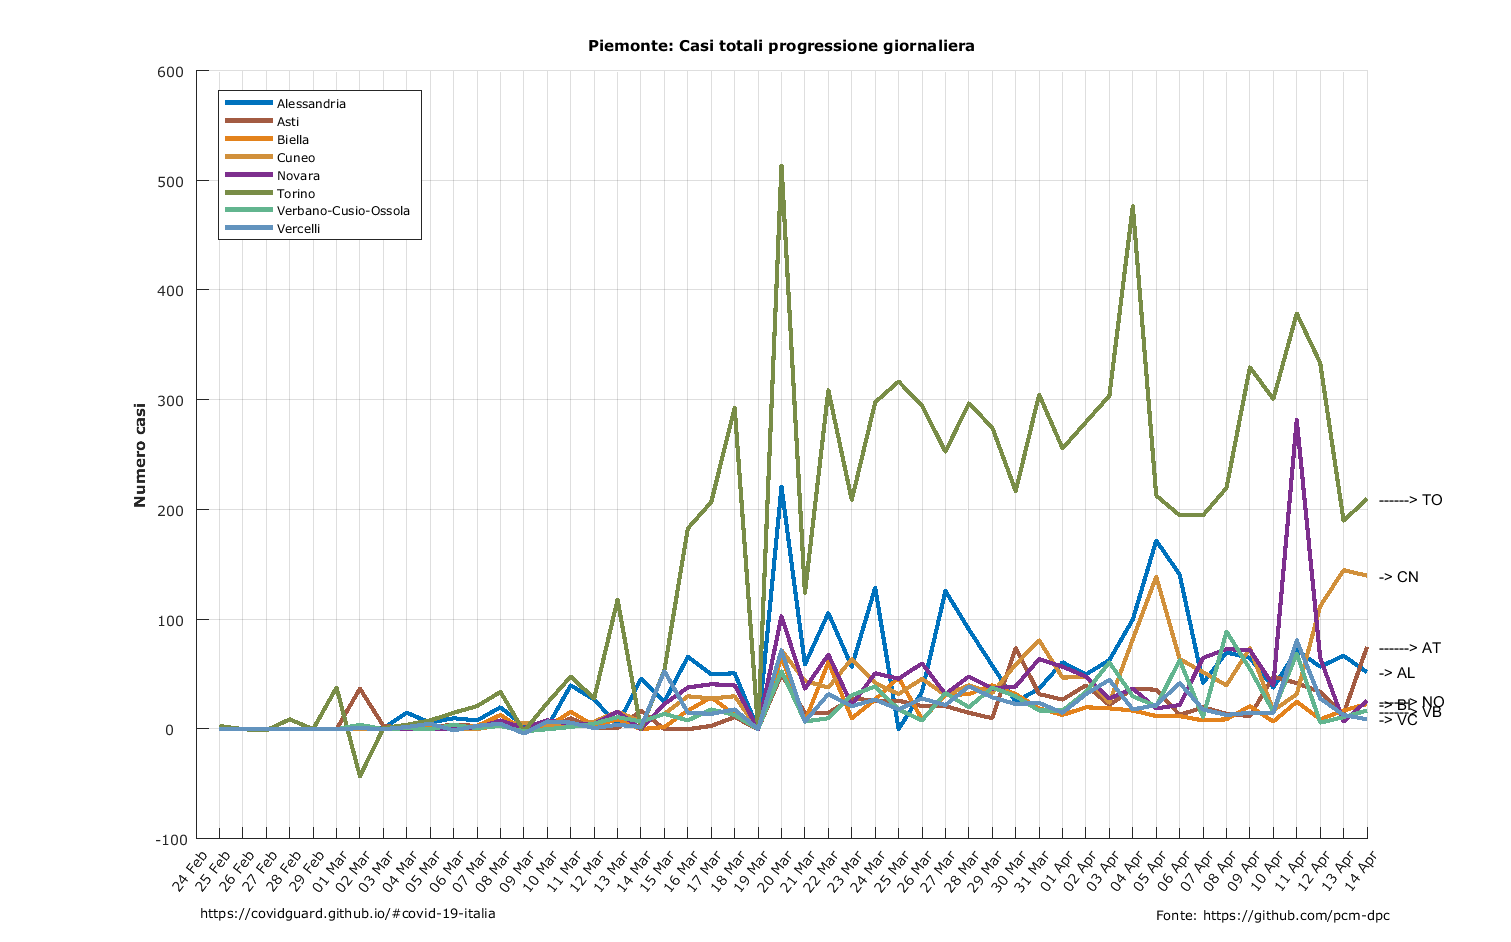 Piemonte: Casi totali progressione giornaliera
600
500
400
300
200
100
0
-100
Numero casi
Alessandria
Asti
Biella
Cuneo
Novara
Torino
Verbano-Cusio-Ossola
Vercelli
------> TO
-> CN
------> AT
-> AL
NO
BL
VB
-> VC
24 Feb
25 Feb
26 Feb
27 Feb
28 Feb
29 Feb
01 Mar
02 Mar
03 Mar
04 Mar
05 Mar
06 Mar
07 Mar
08 Mar
09 Mar
10 Mar
11 Mar
12 Mar
13 Mar
14 Mar
15 Mar
16 Mar
17 Mar
18 Mar
19 Mar
20 Mar
21 Mar
22 Mar
23 Mar
24 Mar
25 Mar
26 Mar
27 Mar
28 Mar
29 Mar
30 Mar
31 Mar
01 Apr
02 Apr
03 Apr
04 Apr
05 Apr
06 Apr
07 Apr
08 Apr
09 Apr
10 Apr
11 Apr
12 Apr
13 Apr
14 Apr
https://covidguard.github.io/#covid-19-italia
Fonte: https://github.com/pcm-dpc